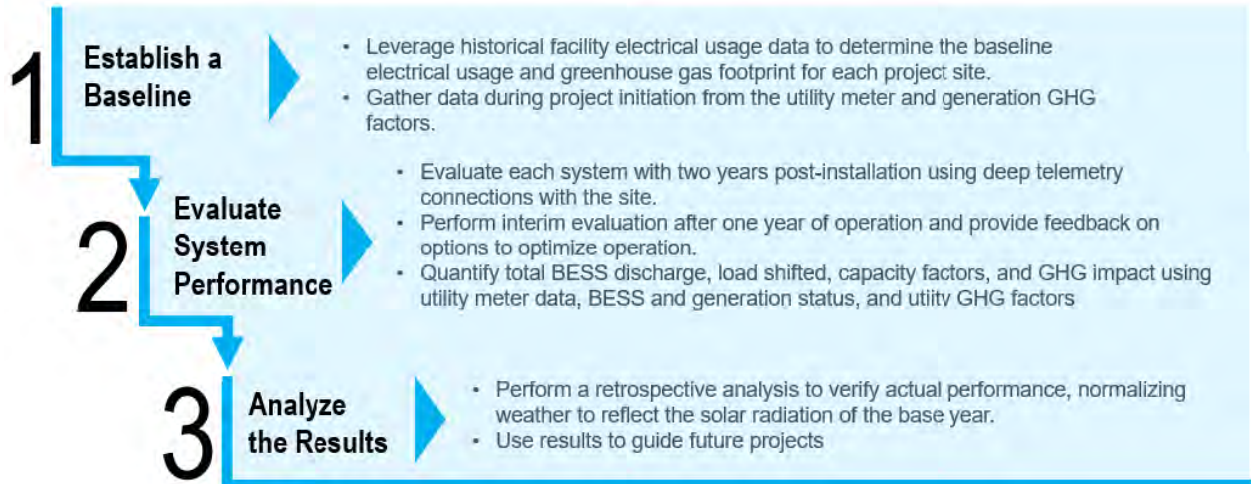 1
Establish a
Baseline
• Leverage historical facility electrical usage data to determine the baseline
electrical usage and greenhouse gas footprint for each project site.
• Gather data during project initiation from the utility meter and generation GHG
factors.
2
Evaluate
System
Performance
• Evaluate each system with two years post-installation using deep telemetry
connections with the site.
• Perform interim evaluation after one year of operation and provide feedback on
options to optimize operation.
• Quantify total BESS discharge, load shifted, capacity factors, and GHG impact using
utility meter data, BESS and generation status, and utility GHG factors
3
Analyze
the Results
• Perform a retrospective analysis to verify actual performance, normalizing
weather to reflect the solar radiation of the base year.
• Use results to guide future projects